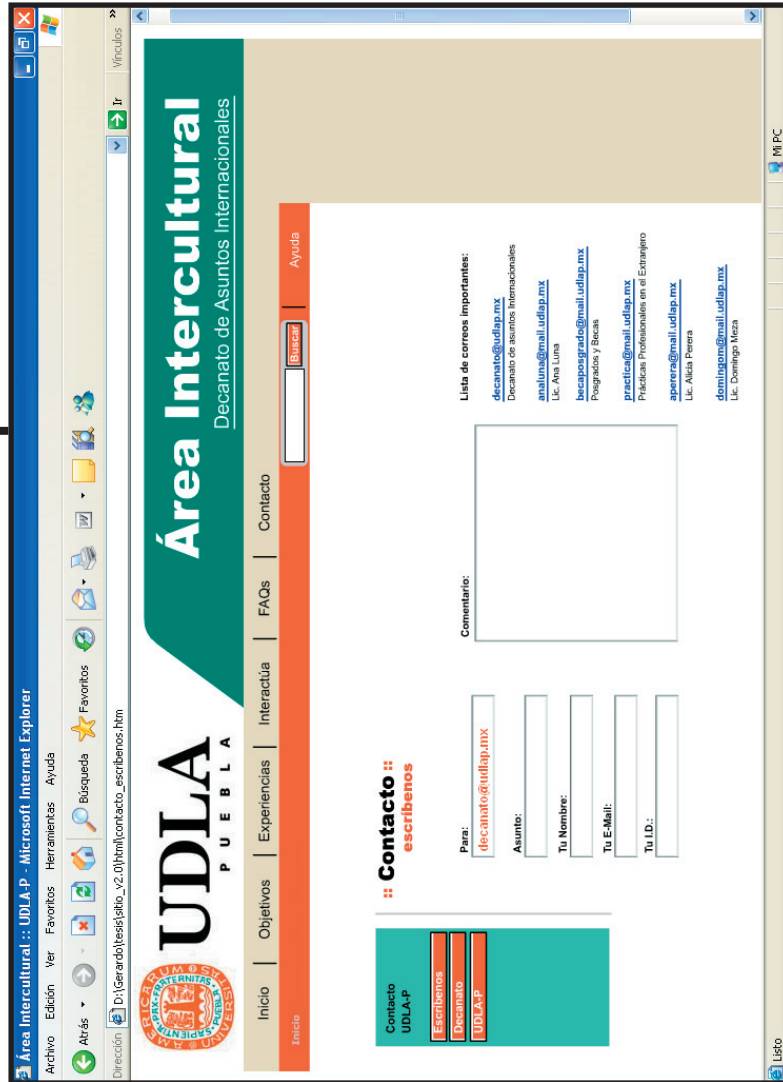 Área Intercultural :: UDLA-P - Microsoft Internet Explorer
Archivo Edición Ver Favoritos Herramientas Ayuda
Atrás Búsqueda Favoritos
Dirección D:\Gerardo\tesis\sitio_v2.0\html\contacto_escribenos.htm Ir Vínculos »
UDLA
PUEBLA
Área Intercultural
Decanato de Asuntos Internacionales
Inicio | Objetivos | Experiencias | Interactúa | FAQs | Contacto
Inicio Buscar | Ayuda
Contacto
UDLA-P
Escríbenos
Decanato
UDLA-P
:: Contacto ::
escríbenos
Para:
decanato@udlap.mx
Asunto:
Tu Nombre:
Tu E-Mail:
Tu I.D.:
Comentario:
Lista de correos importantes:
decanato@udlap.mx
Decanato de asuntos Internacionales
analuna@mail.udlap.mx
Lic. Ana Luna
becaposgrado@mail.udlap.mx
Posgrados y Becas
practica@mail.udlap.mx
Prácticas Profesionales en el Extranjero
aperera@mail.udlap.mx
Lic. Alicia Perera
domingom@mail.udlap.mx
Lic. Domingo Meza
Listo Mi PC